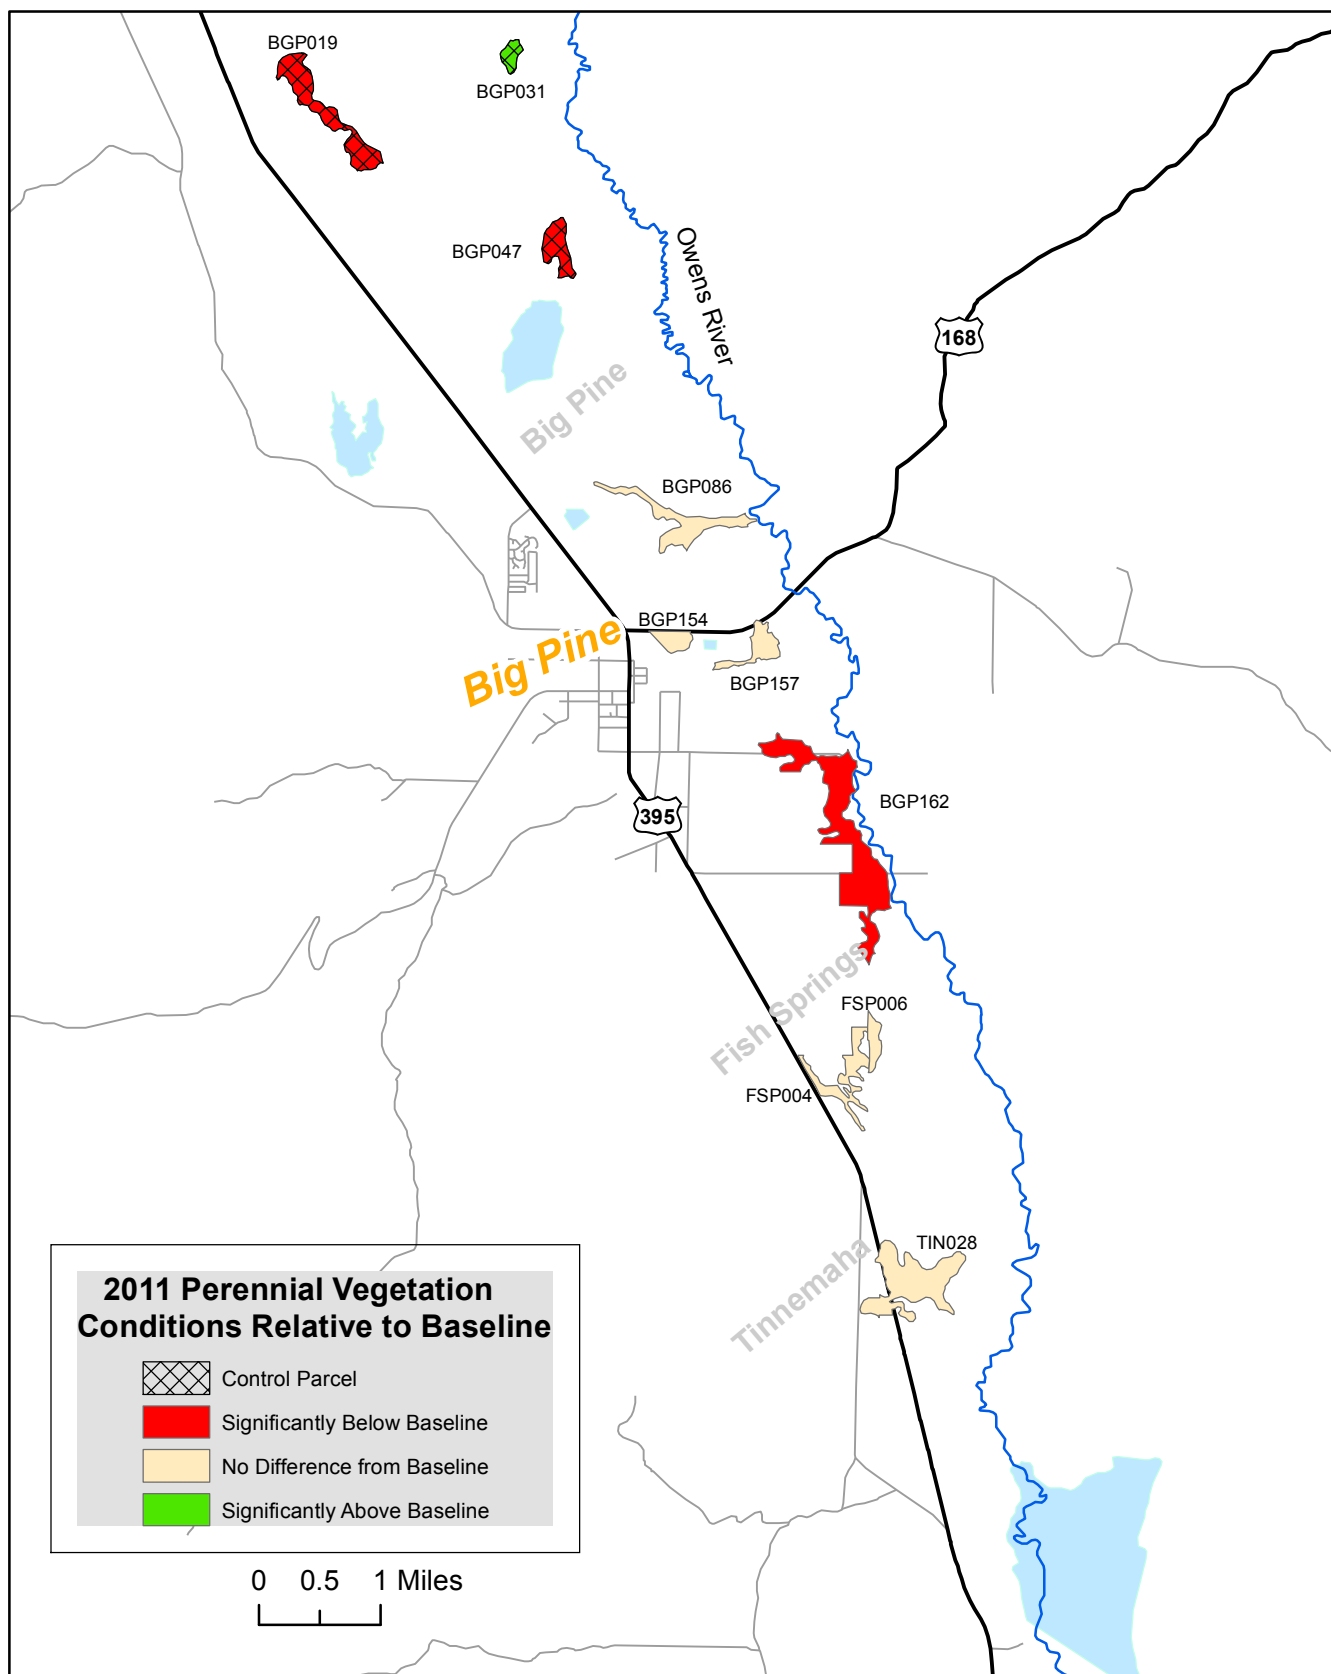 BGP019
BGP031
BGP047
Owens River
168
Big Pine
BGP086
BGP154
Big Pine
BGP157
395
BGP162
Fish Springs
FSP006
FSP004
TIN028
Tinnemaha
2011 Perennial Vegetation
Conditions Relative to Baseline
Control Parcel
Significantly Below Baseline
No Difference from Baseline
Significantly Above Baseline
0 0.5 1 Miles